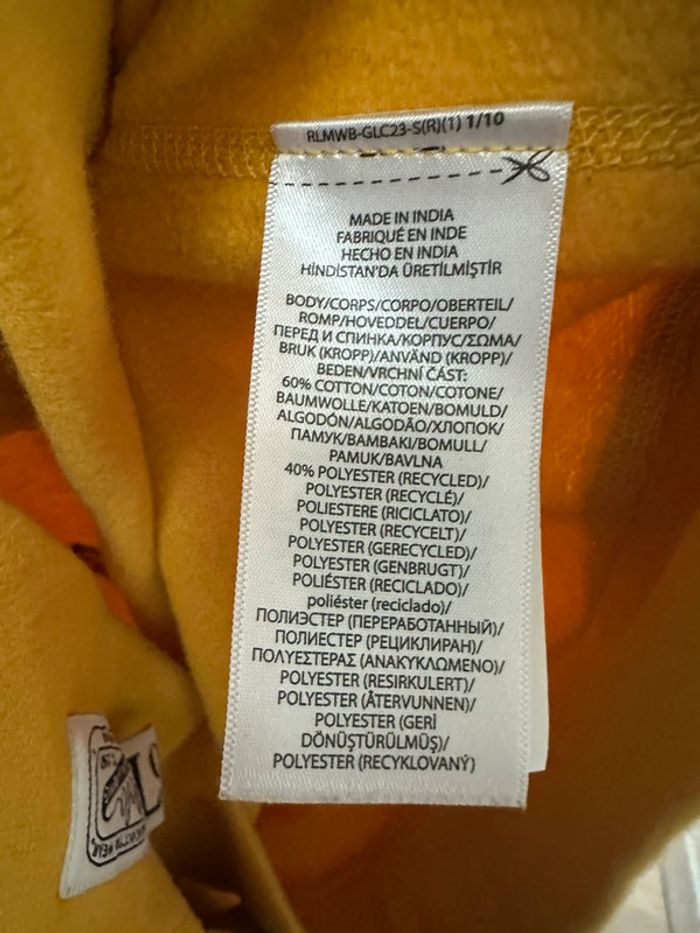 RLMWB-GLC23-S(R)(1) 1/10
MADE IN INDIA
FABRIQUÉ EN INDE
HECHO EN INDIA
HİNDİSTAN'DA ÜRETİLMİŞTİR
BODY/CORPS/CORPO/OBERTEIL/
ROMP/HOVEDDEL/CUERPO/
ПЕРЕД И СПИНКА/КОРПУС/ΣΩΜΑ/
BRUK (KROPP)/ANVÄND (KROPP)/
BEDEN/VRCHNÍ ČÁST:
60% COTTON/COTON/COTONE/
BAUMWOLLE/KATOEN/BOMULD/
ALGODÓN/ALGODÃO/ХЛОПОК/
ПАМУК/ΒΑΜΒΑΚΙ/BOMULL/
PAMUK/BAVLNA
40% POLYESTER (RECYCLED)/
POLYESTER (RECYCLÉ)/
POLIESTERE (RICICLATO)/
POLYESTER (RECYCELT)/
POLYESTER (GERECYCLED)/
POLYESTER (GENBRUGT)/
POLIÉSTER (RECICLADO)/
poliéster (reciclado)/
ПОЛИЭСТЕР (ПЕРЕРАБОТАННЫЙ)/
ПОЛИЕСТЕР (РЕЦИКЛИРАН)/
ΠΟΛΥΕΣΤΕΡΑΣ (ΑΝΑΚΥΚΛΩΜΕΝΟ)/
POLYESTER (RESIRKULERT)/
POLYESTER (ÅTERVUNNEN)/
POLYESTER (GERİ
DÖNÜŞTÜRÜLMÜŞ)/
POLYESTER (RECYKLOVANÝ)